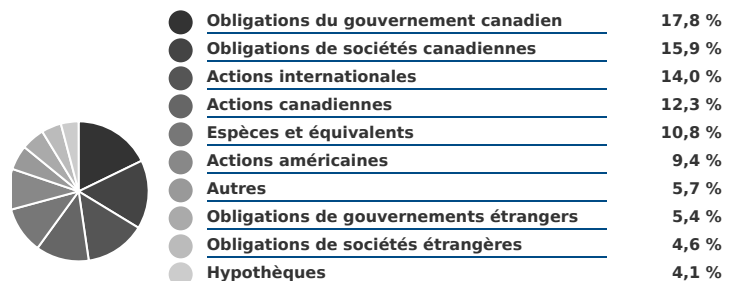 Obligations du gouvernement canadien 17,8 %
Obligations de sociétés canadiennes 15,9 %
Actions internationales 14,0 %
Actions canadiennes 12,3 %
Espèces et équivalents 10,8 %
Actions américaines 9,4 %
Autres 5,7 %
Obligations de gouvernements étrangers 5,4 %
Obligations de sociétés étrangères 4,6 %
Hypothèques 4,1 %